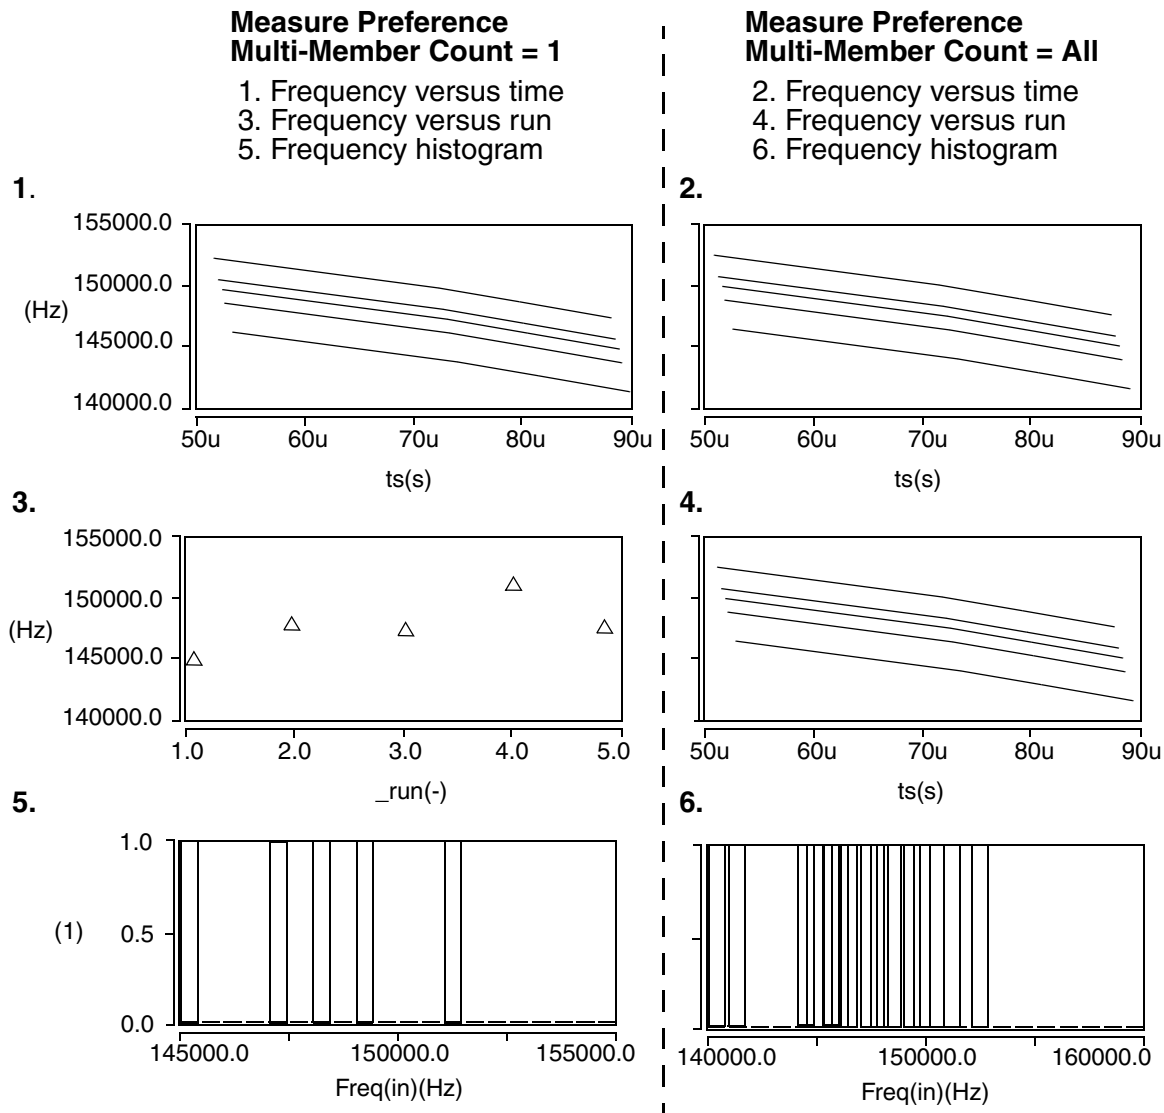 Measure Preference
Multi-Member Count = 1
1. Frequency versus time
3. Frequency versus run
5. Frequency histogram
Measure Preference
Multi-Member Count = All
2. Frequency versus time
4. Frequency versus run
6. Frequency histogram
1.
155000.0
150000.0
(Hz)
145000.0
140000.0
50u 60u 70u 80u 90u
ts(s)
2.
50u 60u 70u 80u 90u
ts(s)
3.
155000.0
150000.0
(Hz)
145000.0
140000.0
1.0 2.0 3.0 4.0 5.0
_run(-)
4.
50u 60u 70u 80u 90u
ts(s)
5.
1.0
(1) 0.5
0.0
145000.0 150000.0 155000.0
Freq(in)(Hz)
6.
140000.0 150000.0 160000.0
Freq(in)(Hz)